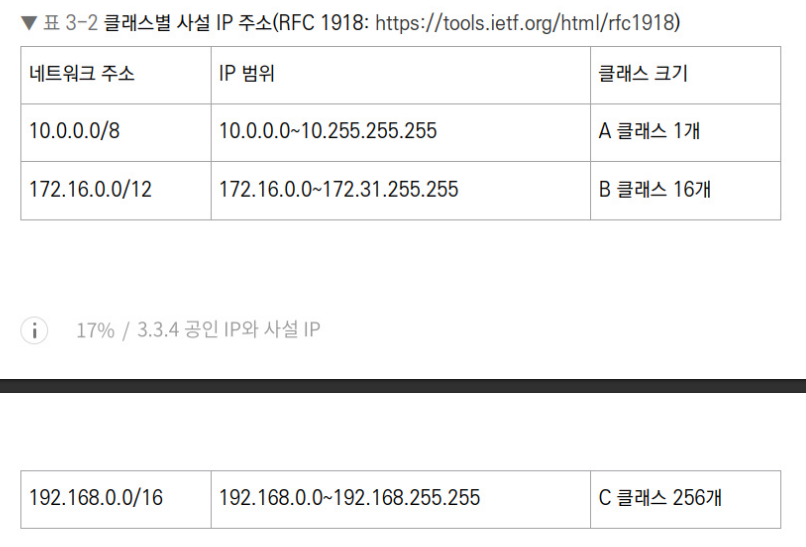 ▼ 표 3-2 클래스별 사설 IP 주소(RFC 1918: https://tools.ietf.org/html/rfc1918)
네트워크 주소 IP 범위 클래스 크기
10.0.0.0/8 10.0.0.0~10.255.255.255 A 클래스 1개
172.16.0.0/12 172.16.0.0~172.31.255.255 B 클래스 16개
i 17% / 3.3.4 공인 IP와 사설 IP
192.168.0.0/16 192.168.0.0~192.168.255.255 C 클래스 256개